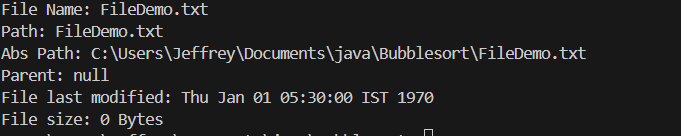 File Name: FileDemo.txt
Path: FileDemo.txt
Abs Path: C:\Users\Jeffrey\Documents\java\Bubblesort\FileDemo.txt
Parent: null
File last modified: Thu Jan 01 05:30:00 IST 1970
File size: 0 Bytes